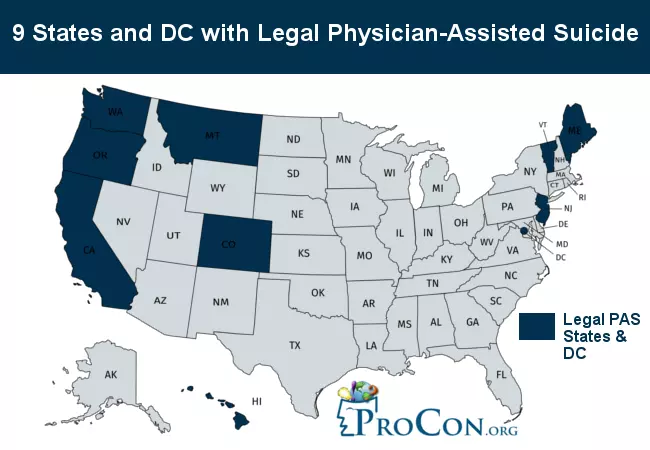 9 States and DC with Legal Physician-Assisted Suicide
WA
MT
ND
MN
VT
ME
OR
ID
SD
WI
MI
NY
NH
MA
CT
RI
WY
IA
PA
NJ
NV
NE
IL
IN
OH
DE
UT
CO
KS
MO
WV
VA
MD
DC
CA
KY
NC
AZ
NM
OK
AR
TN
SC
MS
AL
GA
TX
LA
FL
AK
HI
Legal PAS
States &
DC
PROCON.ORG